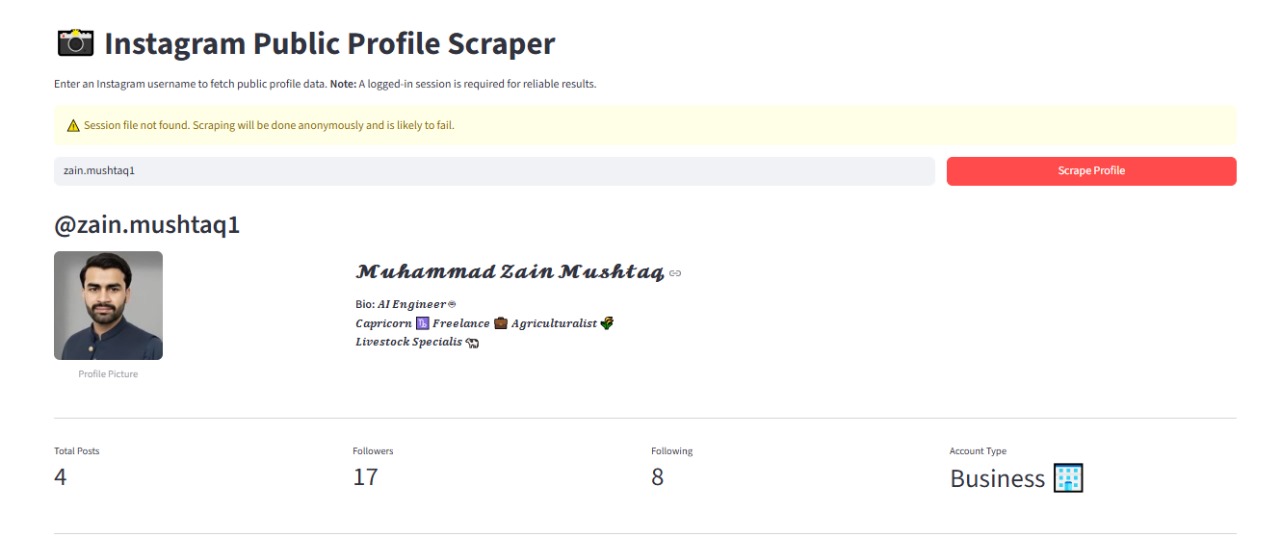 📷 Instagram Public Profile Scraper
Enter an Instagram username to fetch public profile data. Note: A logged-in session is required for reliable results.
⚠️ Session file not found. Scraping will be done anonymously and is likely to fail.
zain.mushtaq1
Scrape Profile
@zain.mushtaq1
Profile Picture
𝓜𝓾𝓱𝓪𝓶𝓶𝓪𝓭 𝓩𝓪𝓲𝓷 𝓜𝓾𝓼𝓱𝓽𝓪𝓺
Bio: 𝑨𝑰 𝑬𝒏𝒈𝒊𝒏𝒆𝒆𝒓
𝑪𝒂𝒑𝒓𝒊𝒄𝒐𝒓𝒏 ♑ 𝑭𝒓𝒆𝒆𝒍𝒂𝒏𝒄𝒆 💼 𝑨𝒈𝒓𝒊𝒄𝒖𝒍𝒕𝒖𝒓𝒂𝒍𝒊𝒔𝒕 🌾
𝑳𝒊𝒗𝒆𝒔𝒕𝒐𝒄𝒌 𝑺𝒑𝒆𝒄𝒊𝒂𝒍𝒊𝒔 🐄
Total Posts
4
Followers
17
Following
8
Account Type
Business 🏢